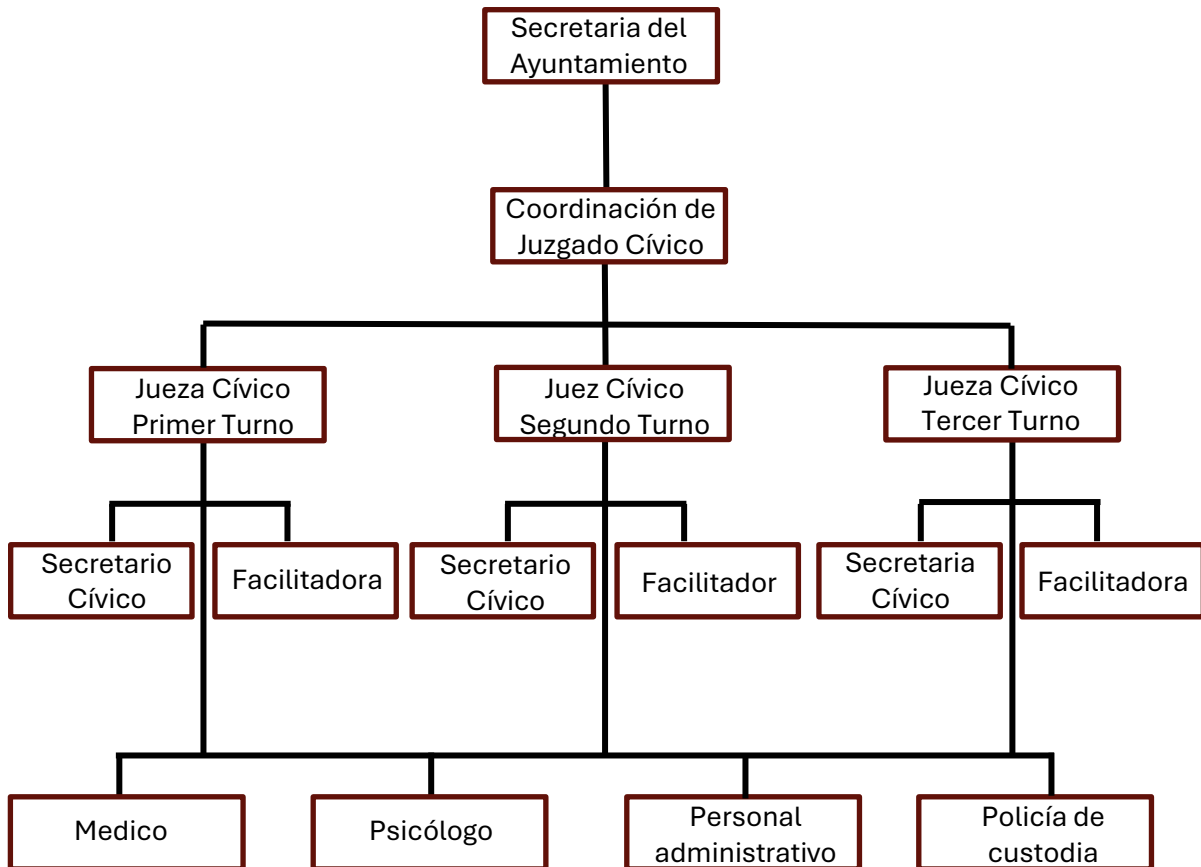 Secretaria del
Ayuntamiento
Coordinación de
Juzgado Cívico
Jueza Cívico
Primer Turno
Juez Cívico
Segundo Turno
Jueza Cívico
Tercer Turno
Secretario
Cívico
Facilitadora
Secretario
Cívico
Facilitador
Secretaria
Cívico
Facilitadora
Medico
Psicólogo
Personal
administrativo
Policía de
custodia